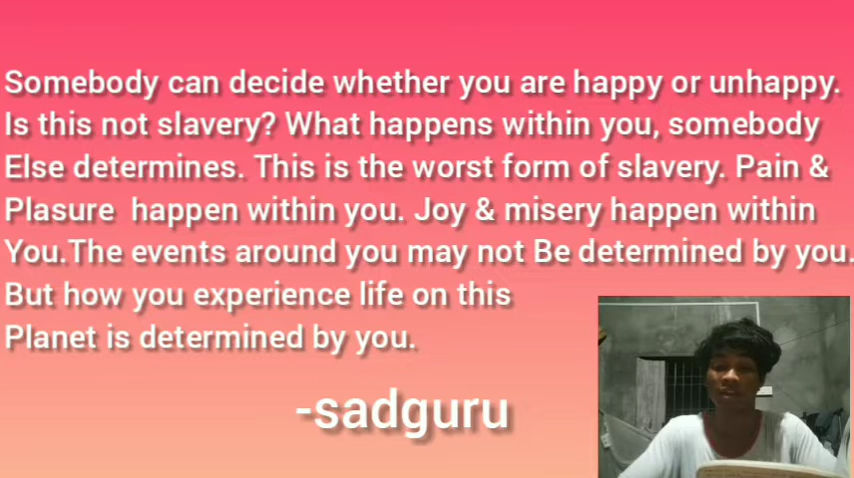 Somebody can decide whether you are happy or unhappy.
Is this not slavery? What happens within you, somebody
Else determines. This is the worst form of slavery. Pain &
Plasure happen within you. Joy & misery happen within
You.The events around you may not Be determined by you.
But how you experience life on this
Planet is determined by you.
-sadguru